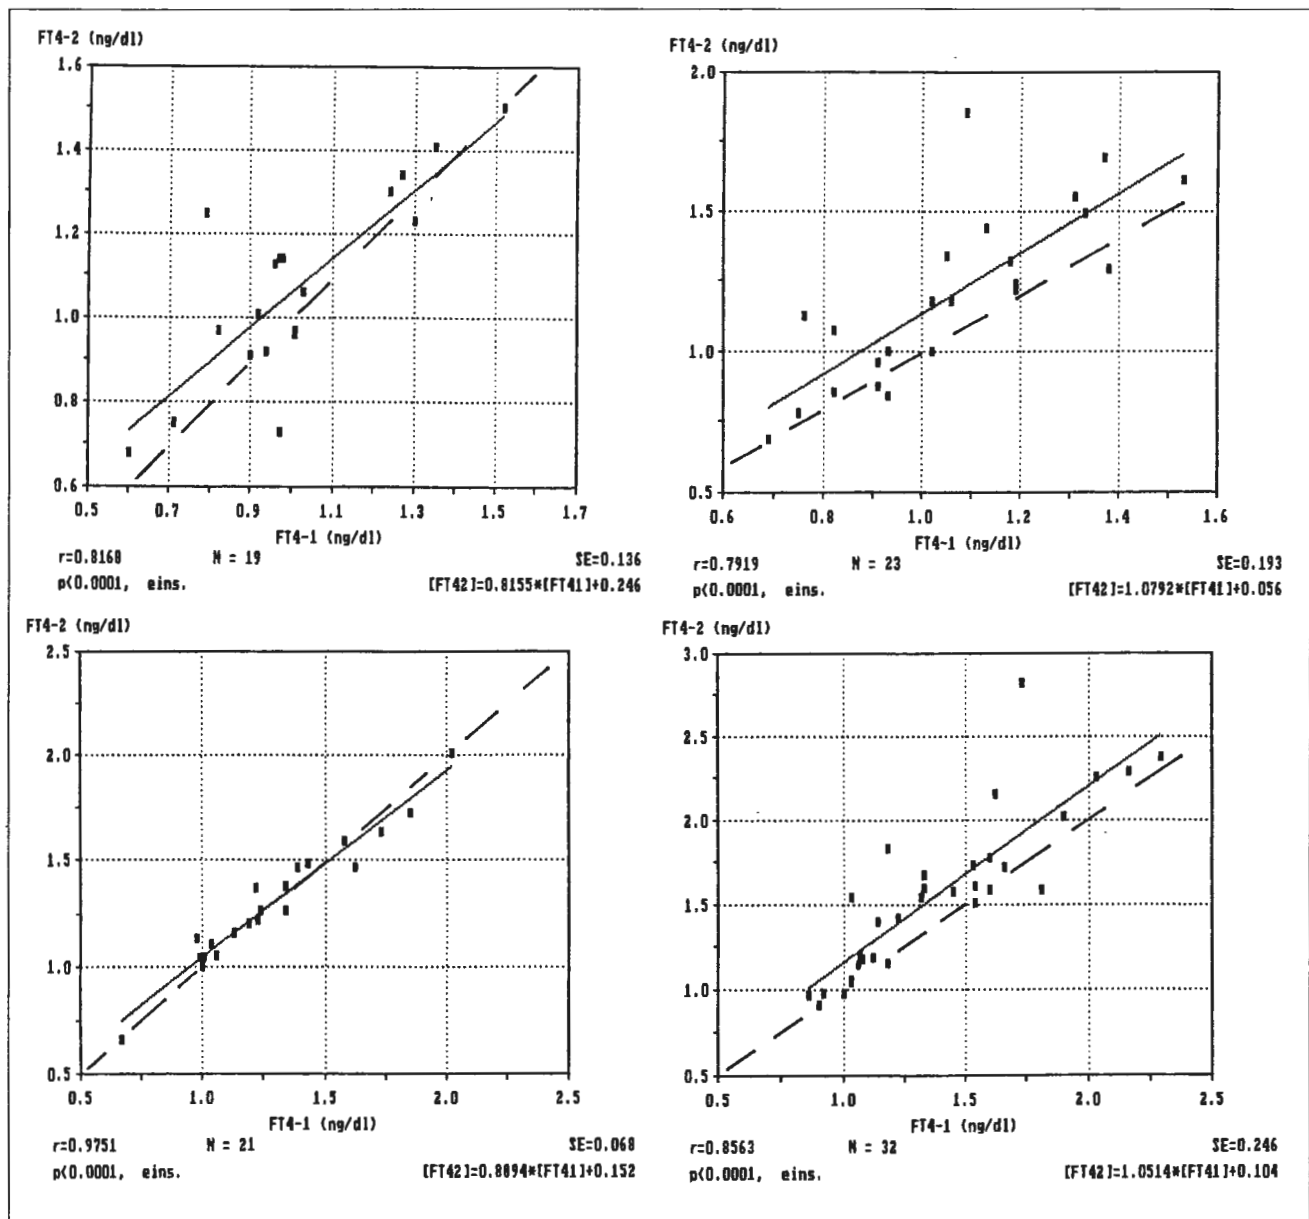 FT4-2 (ng/dl)
1.6
1.4
1.2
1.0
0.8
0.6
0.5 0.7 0.9 1.1 1.3 1.5 1.7
FT4-1 (ng/dl)
r=0.8168 N = 19 SE=0.136
p<0.0001, eins. [FT42]=0.8155*[FT41]+0.246
FT4-2 (ng/dl)
2.0
1.5
1.0
0.5
0.6 0.8 1.0 1.2 1.4 1.6
FT4-1 (ng/dl)
r=0.7919 N = 23 SE=0.193
p<0.0001, eins. [FT42]=1.0792*[FT41]+0.056
FT4-2 (ng/dl)
2.5
2.0
1.5
1.0
0.5
0.5 1.0 1.5 2.0 2.5
FT4-1 (ng/dl)
r=0.9751 N = 21 SE=0.068
p<0.0001, eins. [FT42]=0.8894*[FT41]+0.152
FT4-2 (ng/dl)
3.0
2.5
2.0
1.5
1.0
0.5
0.5 1.0 1.5 2.0 2.5
FT4-1 (ng/dl)
r=0.8563 N = 32 SE=0.246
p<0.0001, eins. [FT42]=1.0514*[FT41]+0.104